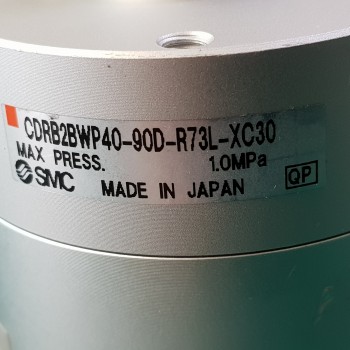 CDRB2BWP40-90D-R73L-XC30
MAX PRESS. 1.0MPa
SMC MADE IN JAPAN QP